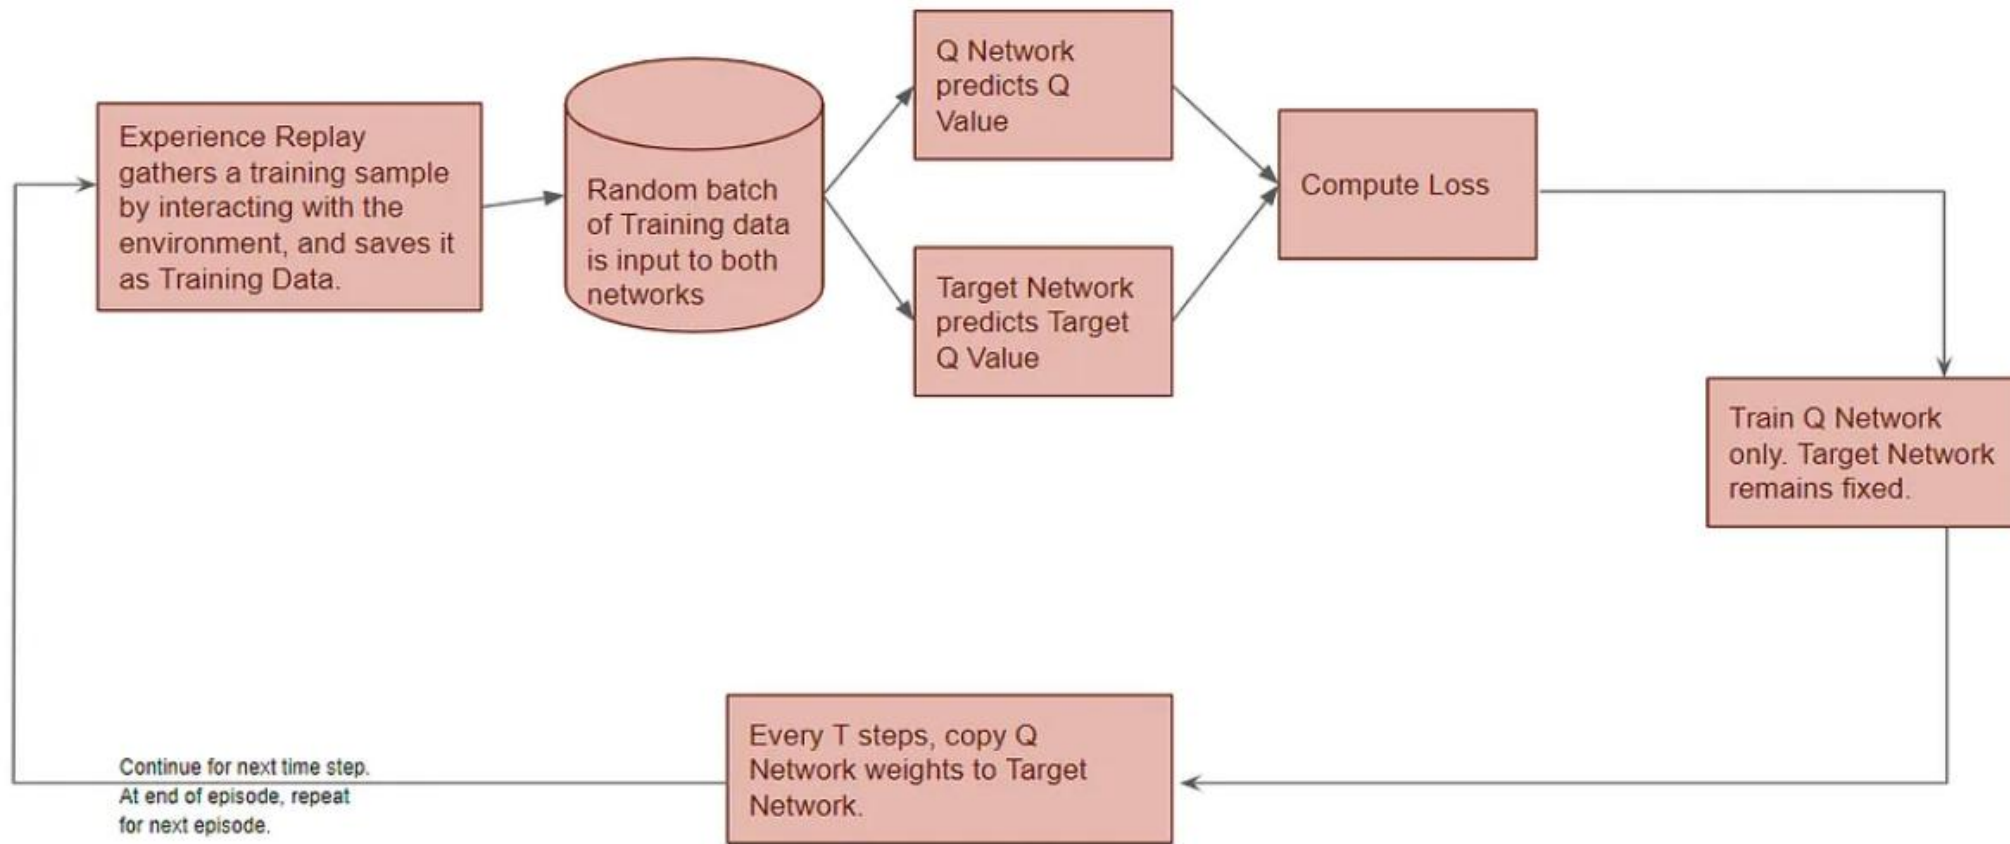 Experience Replay
gathers a training sample
by interacting with the
environment, and saves it
as Training Data.
Random batch
of Training data
is input to both
networks
Q Network
predicts Q
Value
Target Network
predicts Target
Q Value
Compute Loss
Train Q Network
only. Target Network
remains fixed.
Every T steps, copy Q
Network weights to Target
Network.
Continue for next time step.
At end of episode, repeat
for next episode.